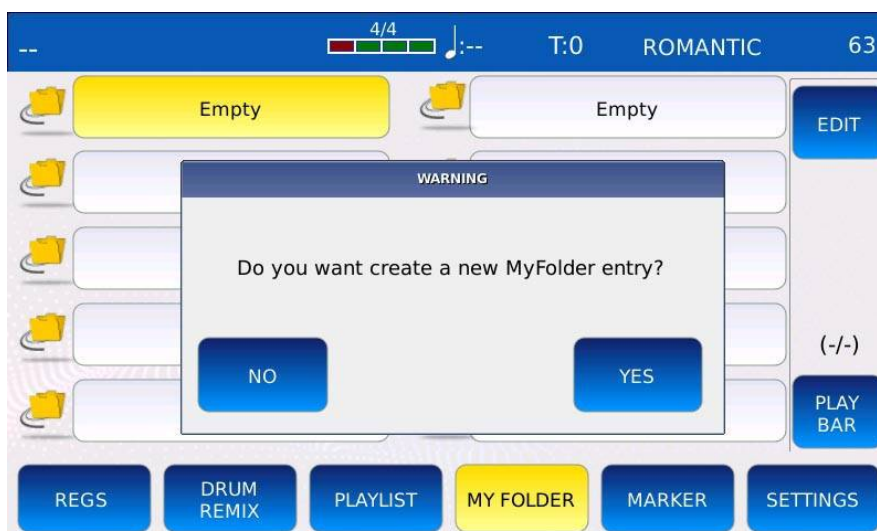 -- 4/4 :-- T:0 ROMANTIC 63
Empty Empty EDIT
WARNING
Do you want create a new MyFolder entry?
(-/-)
NO YES
PLAY
BAR
REGS DRUM
REMIX PLAYLIST MY FOLDER MARKER SETTINGS